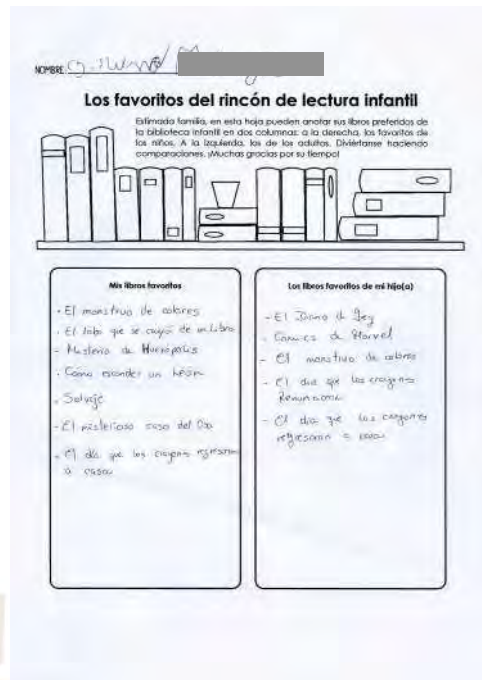 NOMBRE:
Los favoritos del rincón de lectura infantil
Estimada familia, en esta hoja pueden anotar sus libros preferidos de
la biblioteca infantil en dos columnas: a la derecha, los favoritos de
los niños. A la izquierda, los de los adultos. Diviértanse haciendo
comparaciones. ¡Muchas gracias por su tiempo!
Mis libros favoritos
- El monstruo de colores
- El lobo que se cayó de un libro
- Misterio de Huesópolis
- Cómo esconder un león
- Salvaje
- El misterioso caso del Oso
- El día que los crayones regresaron
a casa
Los libros favoritos de mi hijo(a)
- El Diario de Greg
- Comics de Marvel
- El monstruo de colores
- El día que los crayones
Renunciaron
- El día que los crayones
regresaron a casa